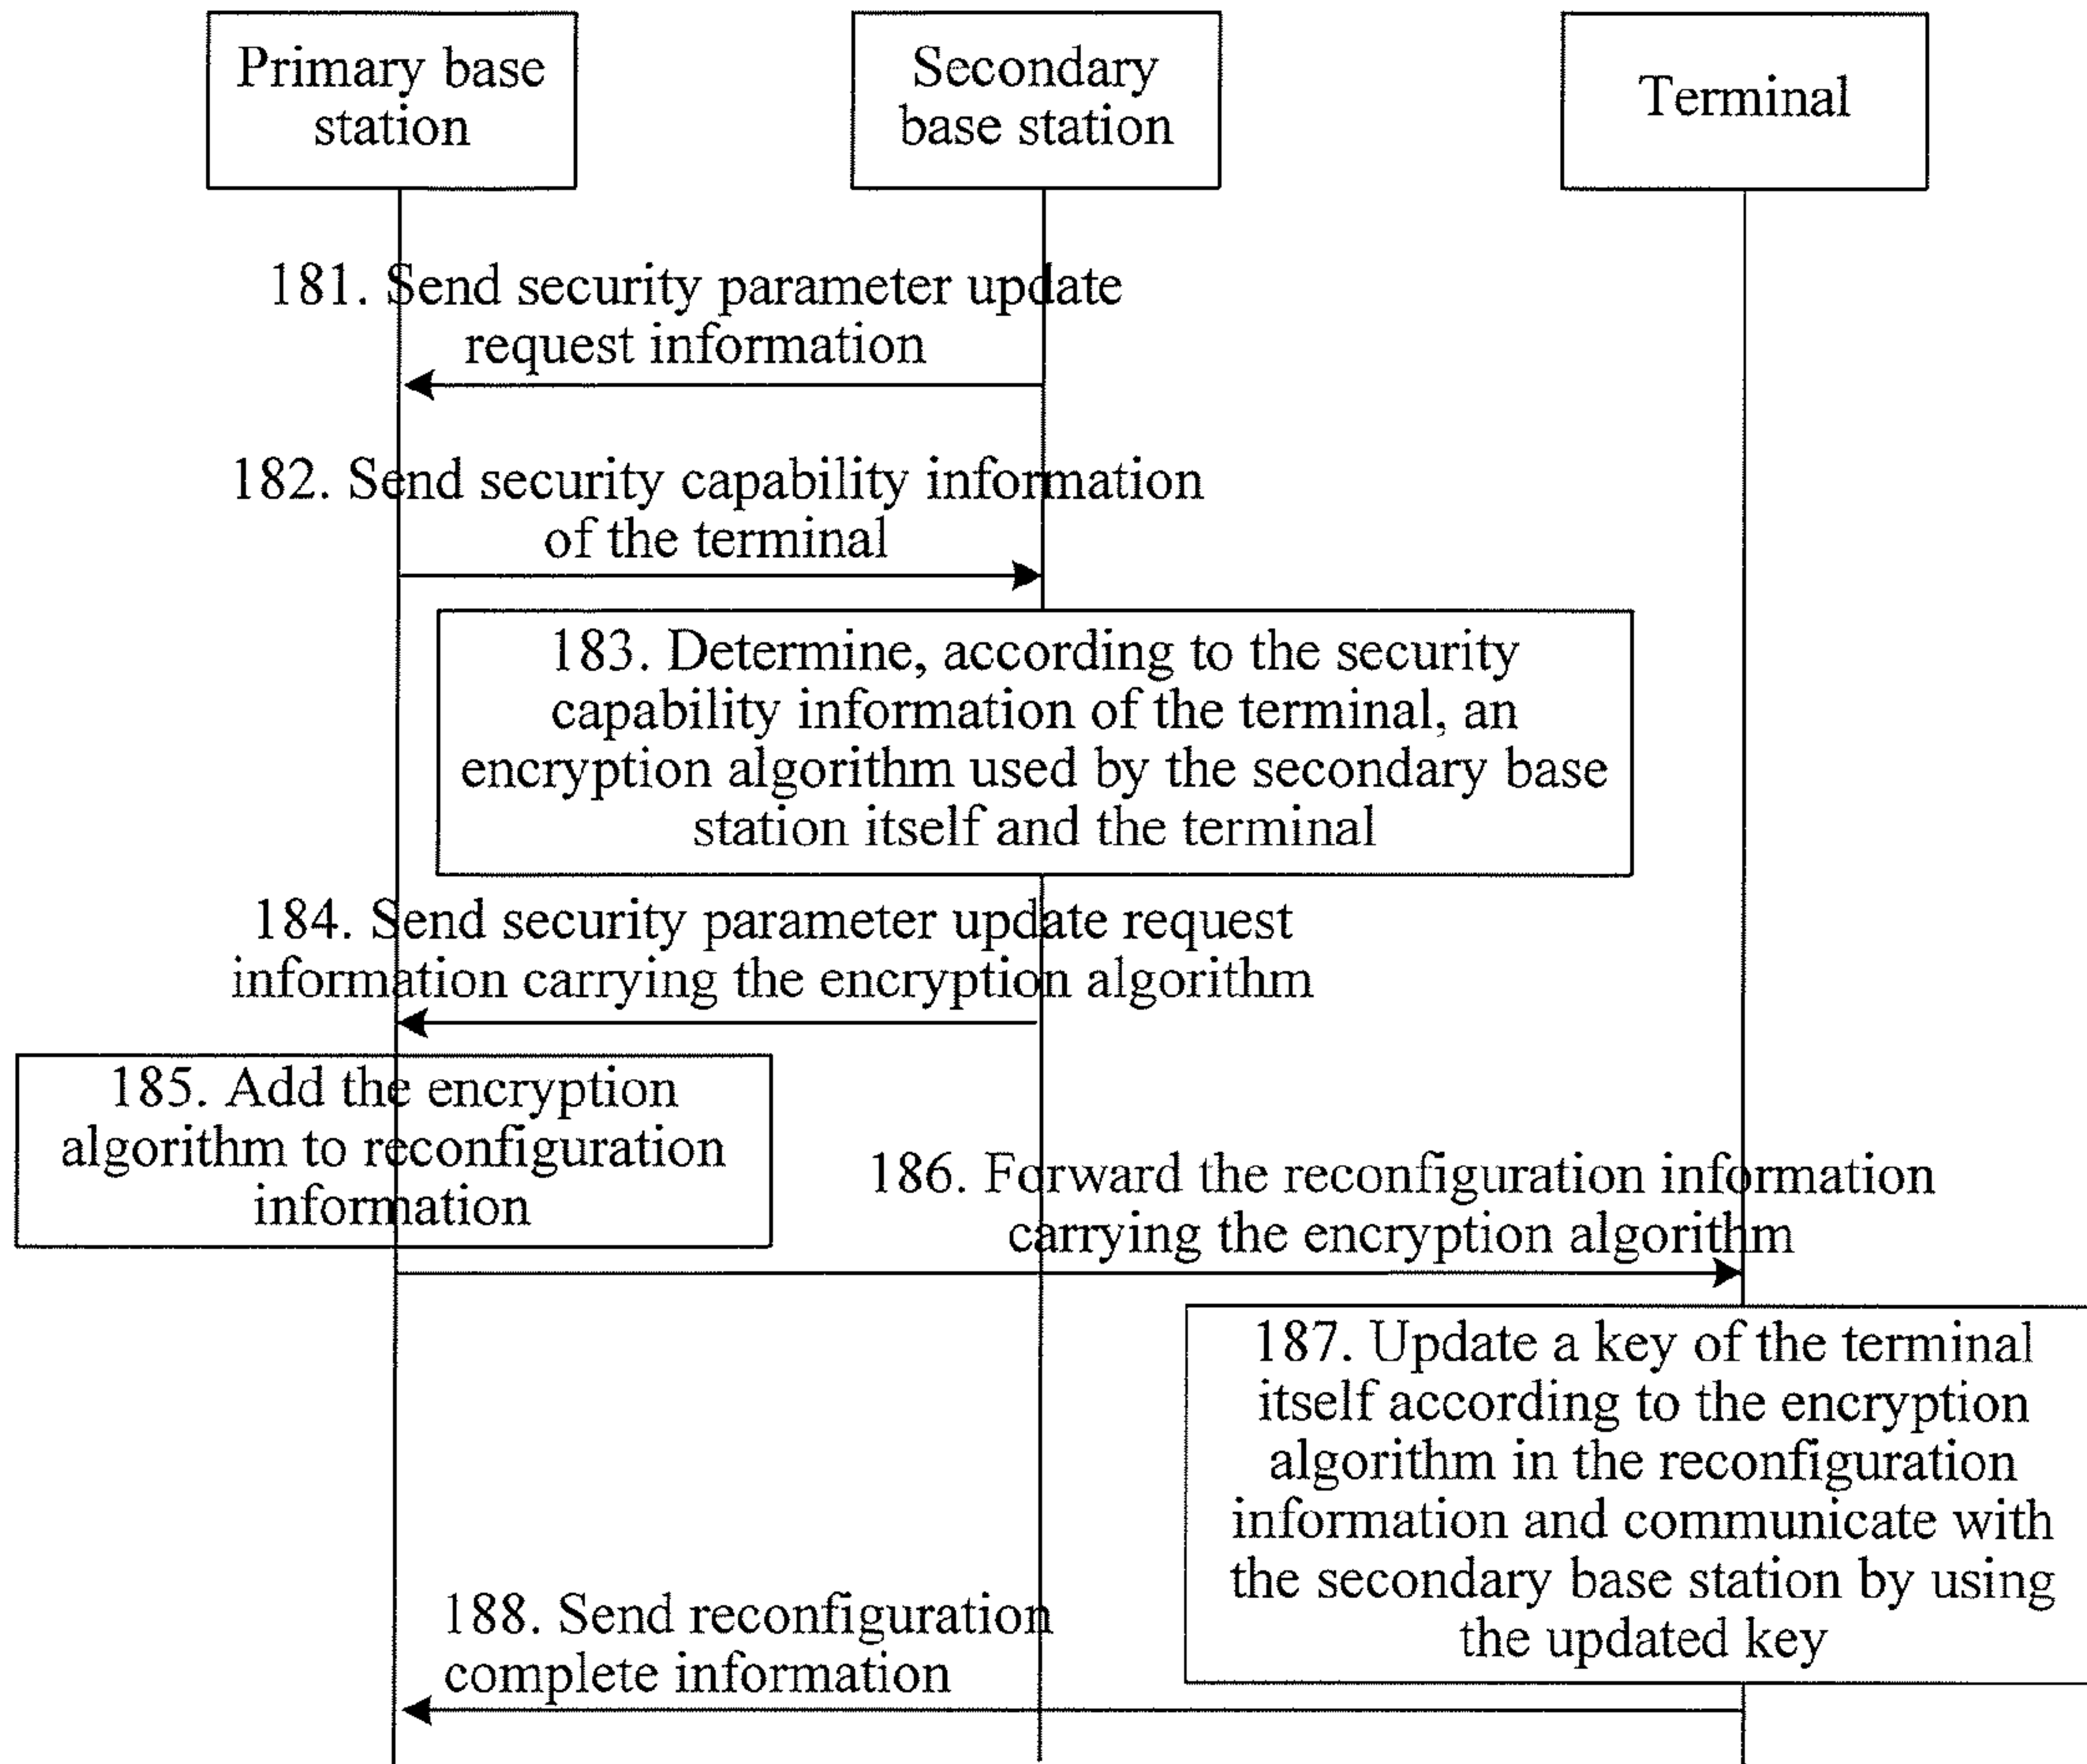 Primary base
station
Secondary
base station
Terminal
181. Send security parameter update
request information
182. Send security capability information
of the terminal
183. Determine, according to the security
capability information of the terminal, an
encryption algorithm used by the secondary base
station itself and the terminal
184. Send security parameter update request
information carrying the encryption algorithm
185. Add the encryption
algorithm to reconfiguration
information
186. Forward the reconfiguration information
carrying the encryption algorithm
187. Update a key of the terminal
itself according to the encryption
algorithm in the reconfiguration
information and communicate with
the secondary base station by using
the updated key
188. Send reconfiguration
complete information